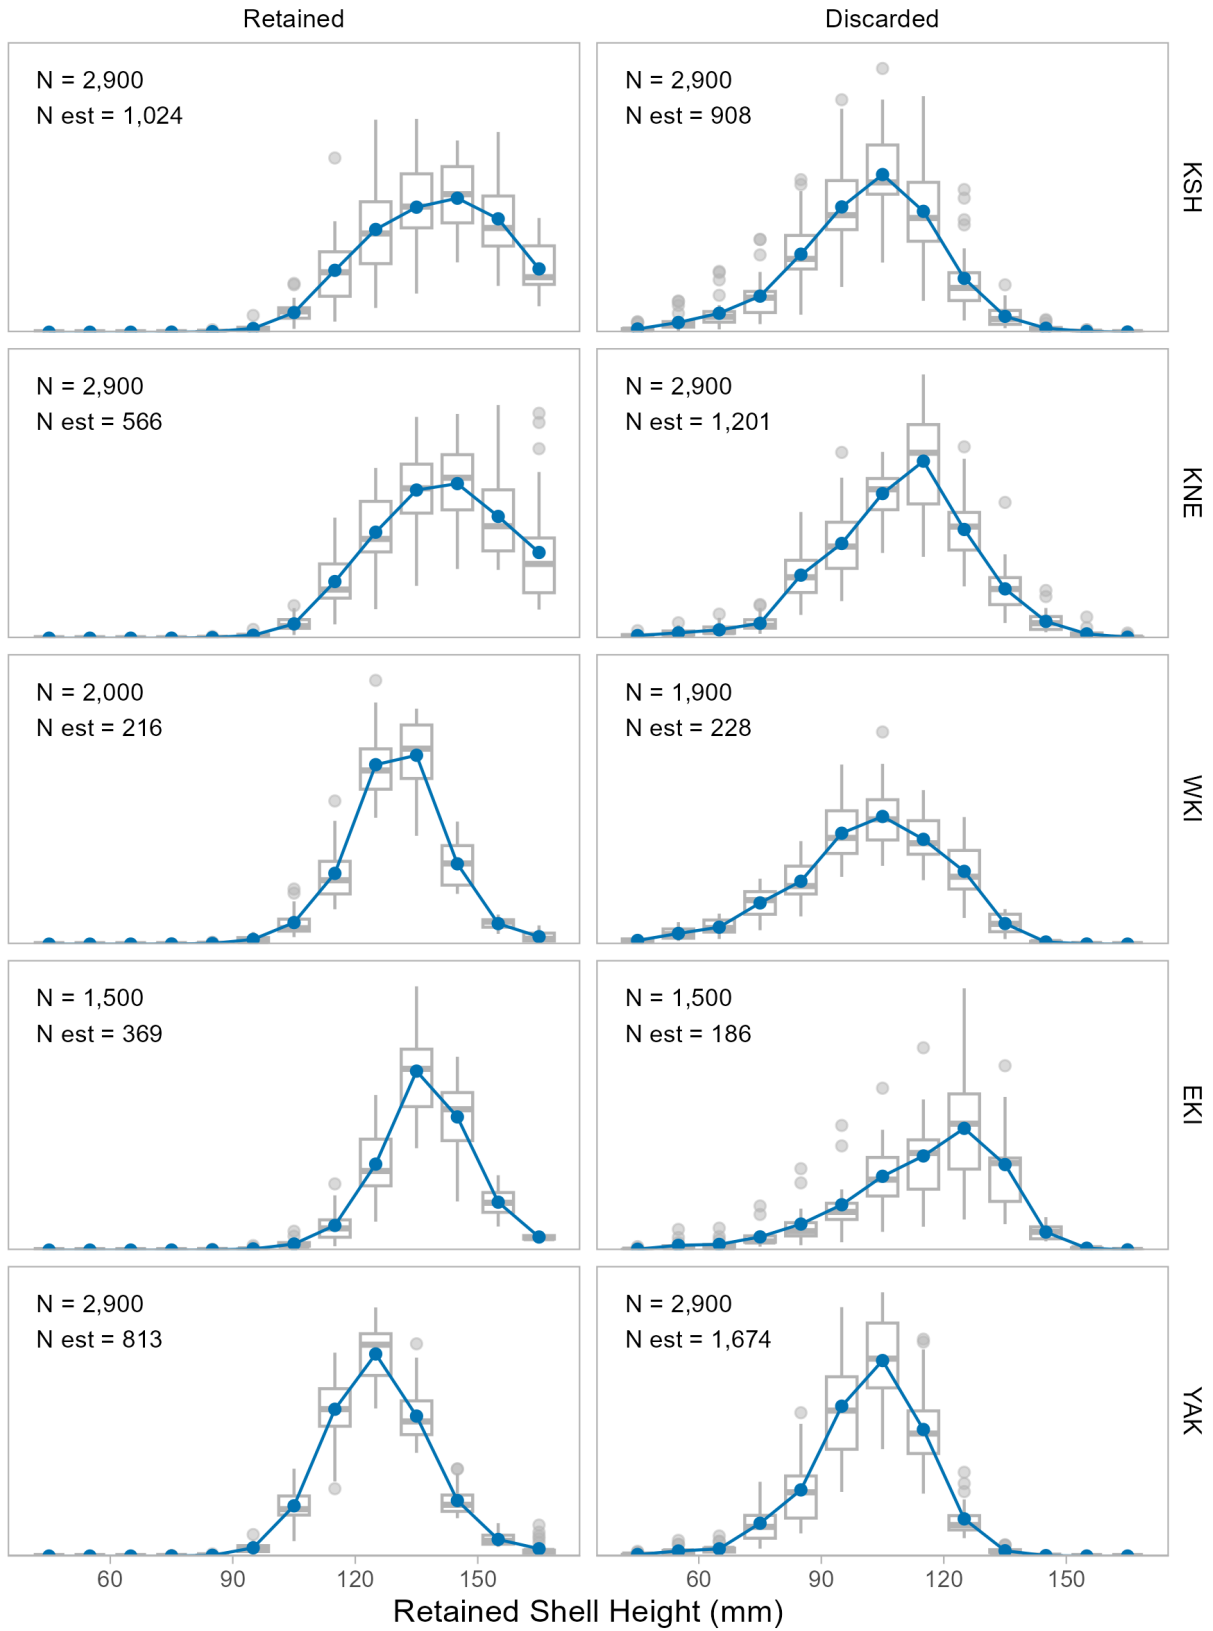 Retained
Discarded
N = 2,900
N est = 1,024
N = 2,900
N est = 908
KSH
N = 2,900
N est = 566
N = 2,900
N est = 1,201
KNE
N = 2,000
N est = 216
N = 1,900
N est = 228
WKI
N = 1,500
N est = 369
N = 1,500
N est = 186
EKI
N = 2,900
N est = 813
N = 2,900
N est = 1,674
YAK
60 90 120 150
60 90 120 150
Retained Shell Height (mm)